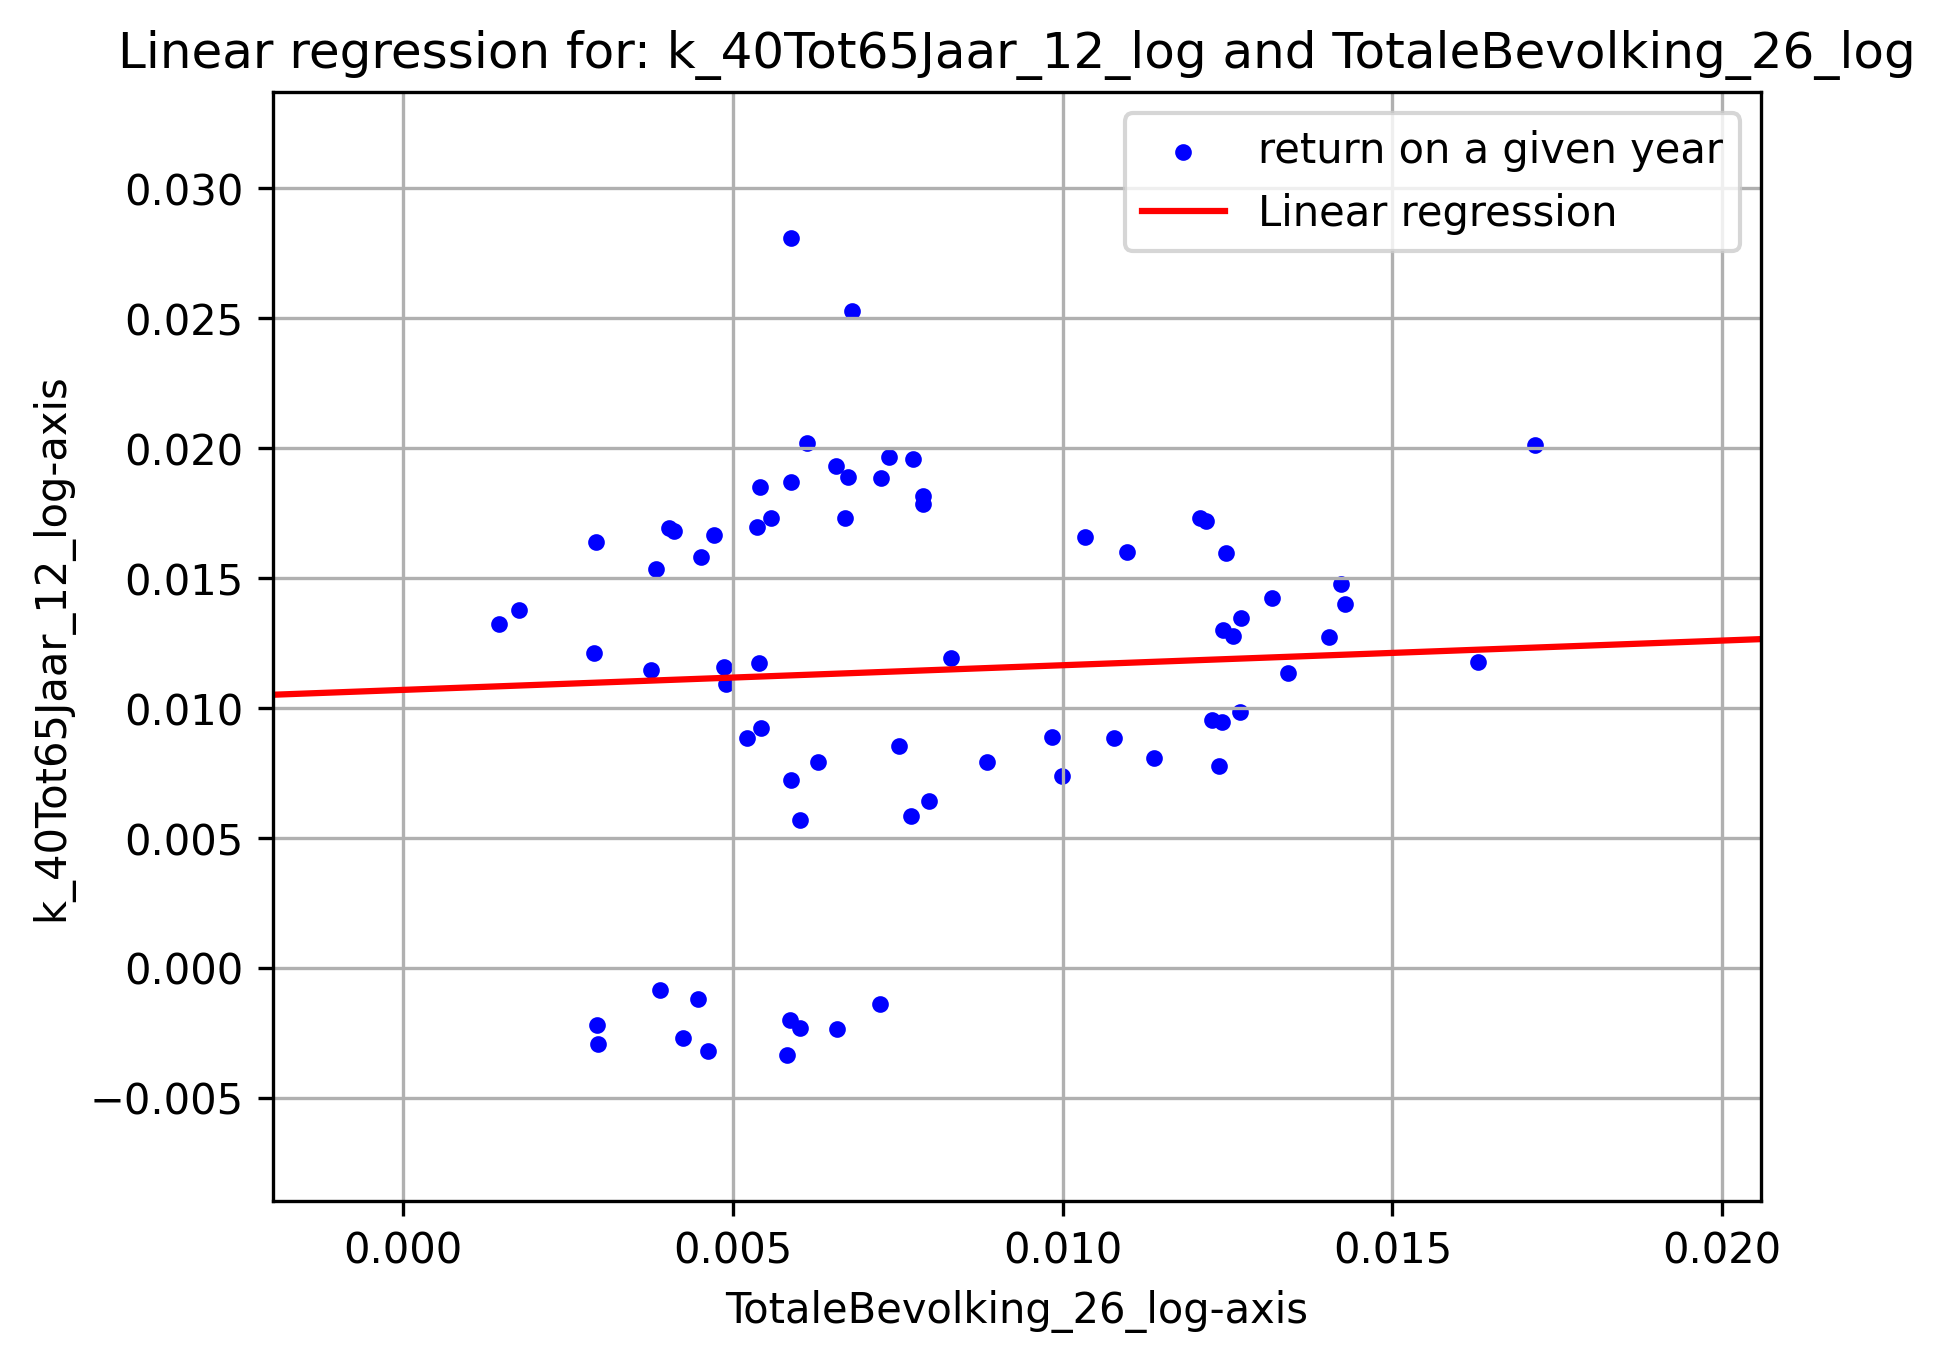 Linear regression for: k_40Tot65Jaar_12_log and TotaleBevolking_26_log
return on a given year
Linear regression
0.030
0.025
0.020
0.015
0.010
0.005
0.000
−0.005
k_40Tot65Jaar_12_log-axis
0.000 0.005 0.010 0.015 0.020
TotaleBevolking_26_log-axis